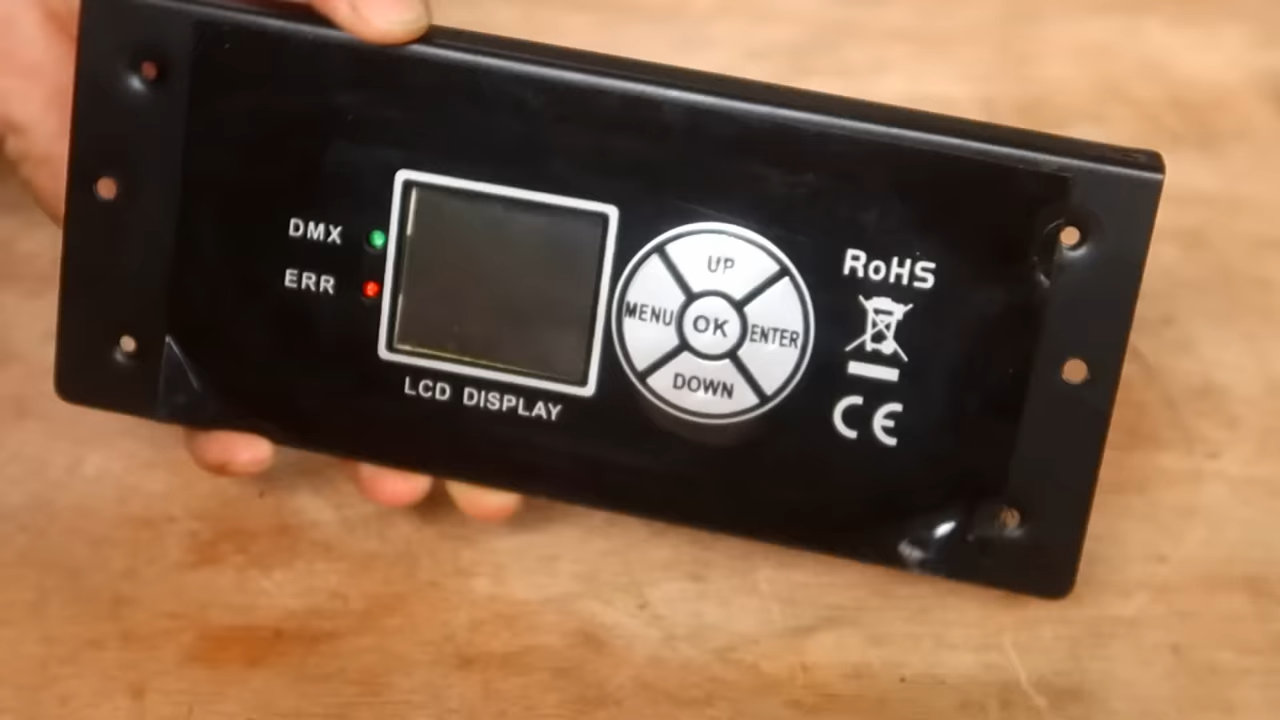 DMX
ERR
LCD DISPLAY
UP
MENU
OK
ENTER
DOWN
RoHS
CE